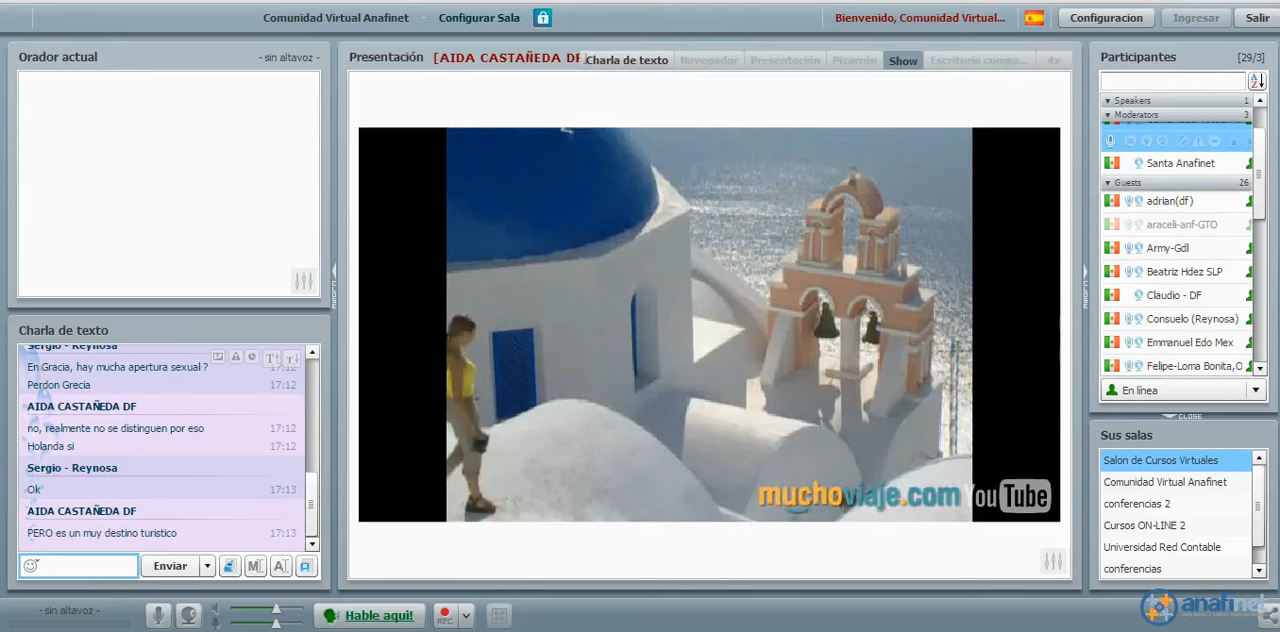 Comunidad Virtual Anafinet
Configurar Sala
Bienvenido, Comunidad Virtual...
Configuracion
Ingresar
Salir
Orador actual
- sin altavoz -
Presentación
[AIDA CASTAÑEDA DF
Charla de texto
Navegador
Presentación
Pizarrón
Show
Escritorio compa...
4x
muchoviaje.com YouTube
Charla de texto
Sergio - Reynosa
En Gracia, hay mucha apertura sexual ? 17:12
Perdon Grecia 17:12
AIDA CASTAÑEDA DF
no, realmente no se distinguen por eso 17:12
Holanda si 17:12
Sergio - Reynosa
Ok 17:13
AIDA CASTAÑEDA DF
PERO es un muy destino turistico 17:13
Enviar
Participantes [29/3]
Speakers 1
Moderators 3
Santa Anafinet
Guests 26
adrian(df)
araceli-anf-GTO
Army-Gdl
Beatriz Hdez SLP
Claudio - DF
Consuelo (Reynosa)
Emmanuel Edo Mex
Felipe-Loma Bonita,O
En línea
CLOSE
Sus salas
Salon de Cursos Virtuales
Comunidad Virtual Anafinet
conferencias 2
Cursos ON-LINE 2
Universidad Red Contable
conferencias
- sin altavoz -
Hable aqui!
REC
anafinet